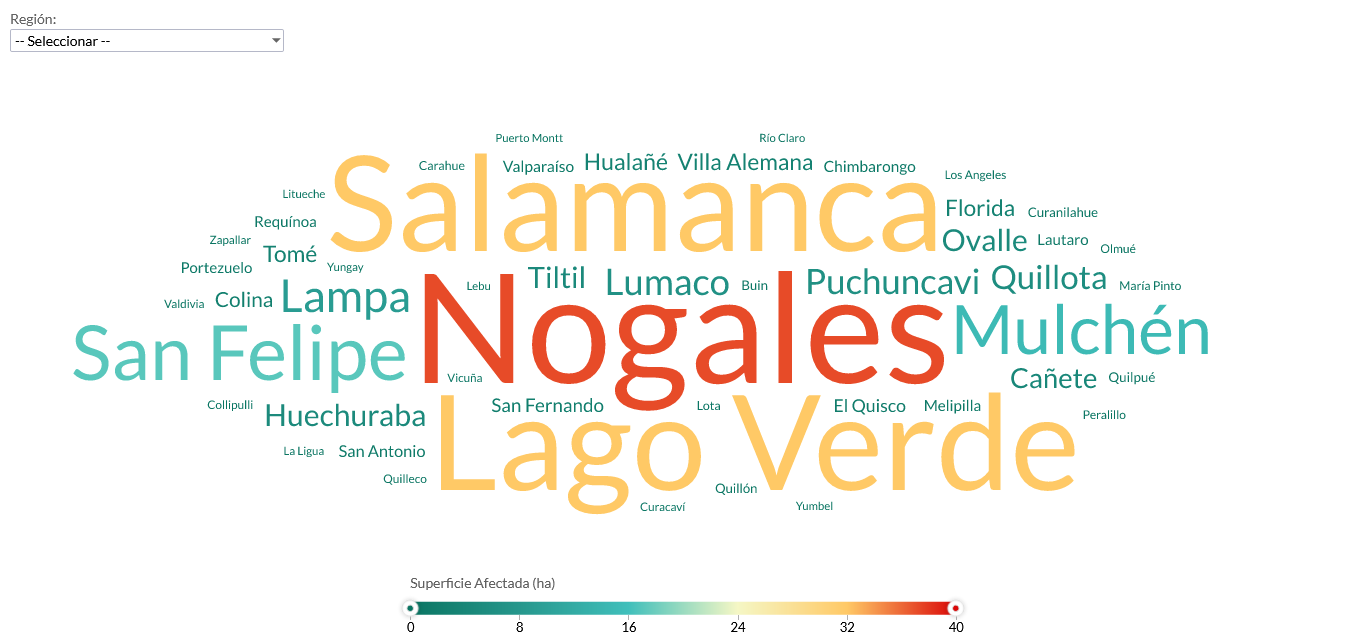 Región:
-- Seleccionar --
Puerto Montt
Río Claro
Carahue
Valparaíso
Hualañé
Villa Alemana
Chimbarongo
Los Angeles
Salamanca
Litueche
Florida
Curanilahue
Requínoa
Zapallar
Tomé
Ovalle
Lautaro
Olmué
Portezuelo
Yungay
Lebu
Tiltil
Lumaco
Buin
Puchuncavi
Quillota
María Pinto
Valdivia
Colina
Lampa
Nogales
Mulchén
San Felipe
Vicuña
Cañete
Quilpué
Collipulli
Huechuraba
San Fernando
Lota
El Quisco
Melipilla
Peralillo
Lago Verde
La Ligua
San Antonio
Quilleco
Quillón
Curacaví
Yumbel
Superficie Afectada (ha)
0 8 16 24 32 40